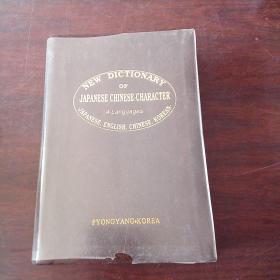 NEW DICTIONARY
OF
JAPANESE CHINESE-CHARACTER
4-Languages
JAPANESE, ENGLISH, CHINESE, KOREAN
PYONGYANG•KOREA